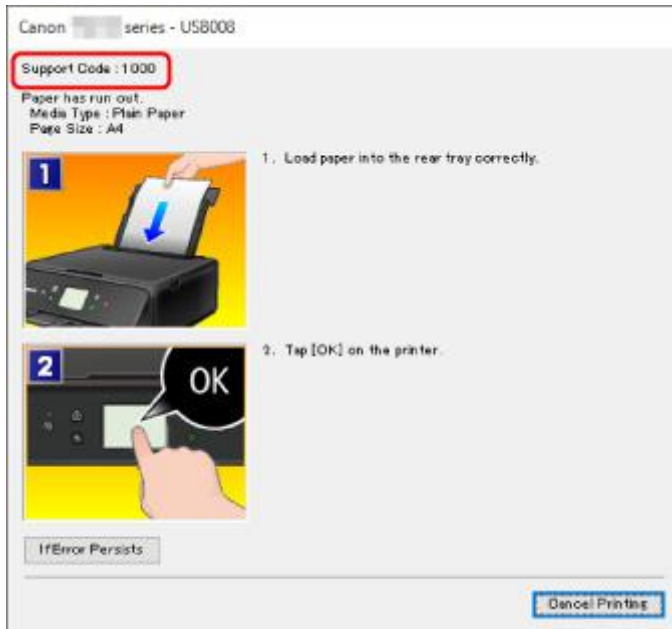 Canon series - USB008
Support Code : 1000
Paper has run out.
Media Type : Plain Paper
Page Size : A4
1
1. Load paper into the rear tray correctly.
2
OK
2. Tap [OK] on the printer.
If Error Persists
Cancel Printing